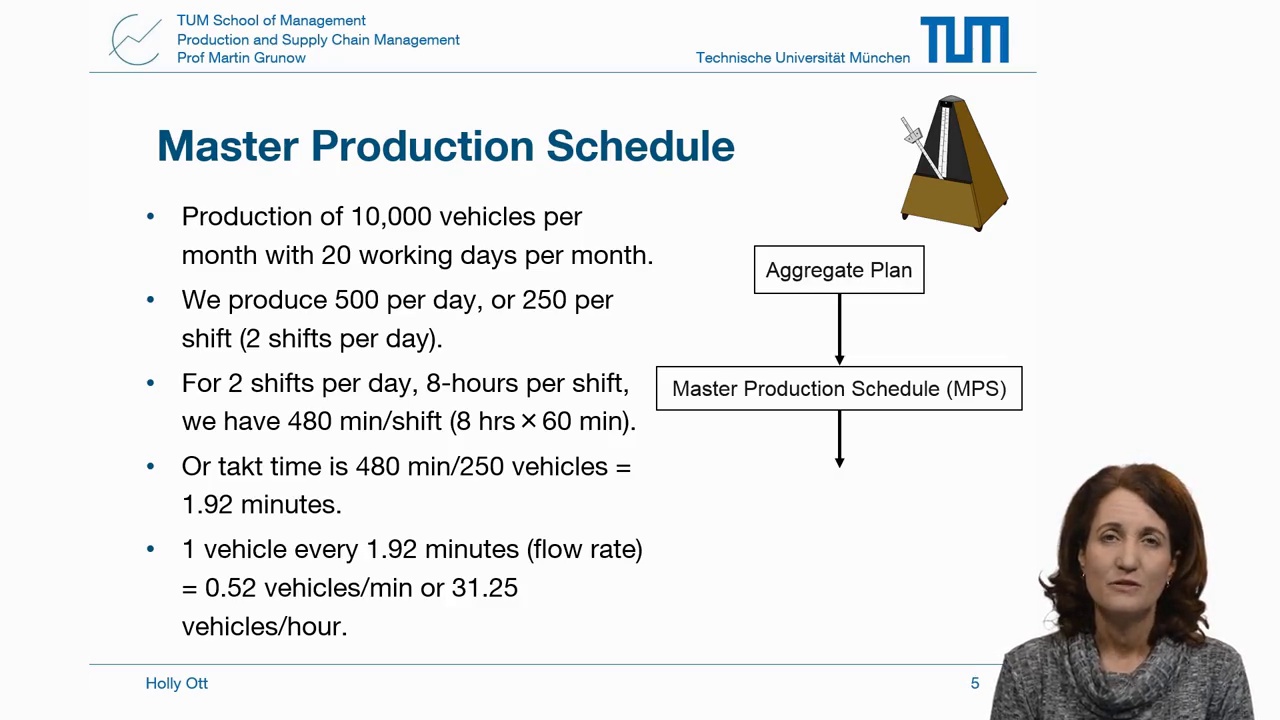 TUM School of Management
Production and Supply Chain Management
Prof Martin Grunow
Technische Universität München
TUM
Master Production Schedule
• Production of 10,000 vehicles per
month with 20 working days per month.
• We produce 500 per day, or 250 per
shift (2 shifts per day).
• For 2 shifts per day, 8-hours per shift,
we have 480 min/shift (8 hrs × 60 min).
• Or takt time is 480 min/250 vehicles =
1.92 minutes.
• 1 vehicle every 1.92 minutes (flow rate)
= 0.52 vehicles/min or 31.25
vehicles/hour.
Aggregate Plan
Master Production Schedule (MPS)
Holly Ott
5